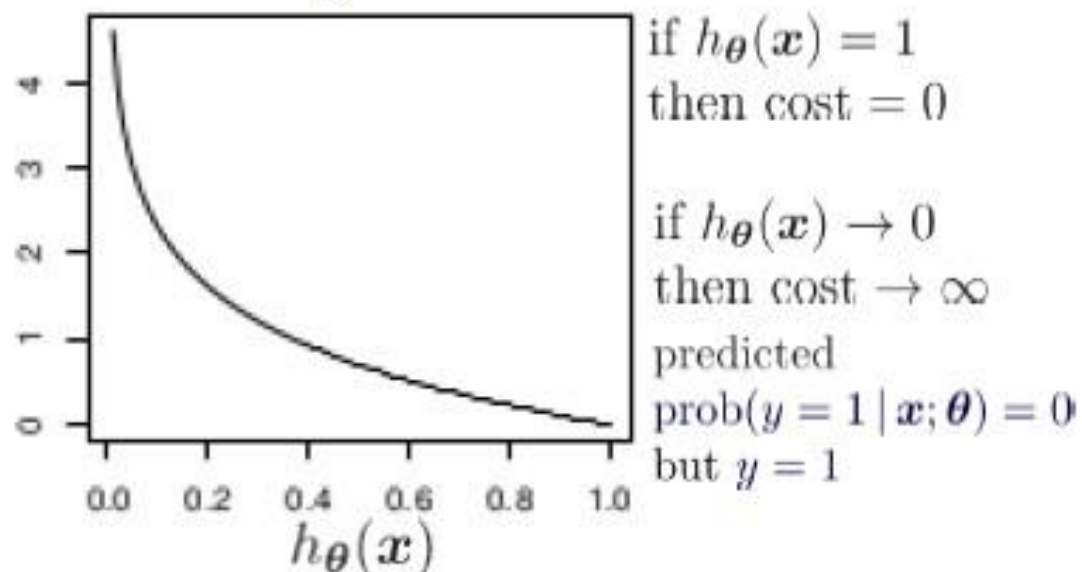 if hθ(x) = 1
then cost = 0
if hθ(x) → 0
then cost → ∞
predicted
prob(y = 1 | x; θ) = 0
but y = 1
4
3
2
1
0
0.0 0.2 0.4 0.6 0.8 1.0
hθ(x)